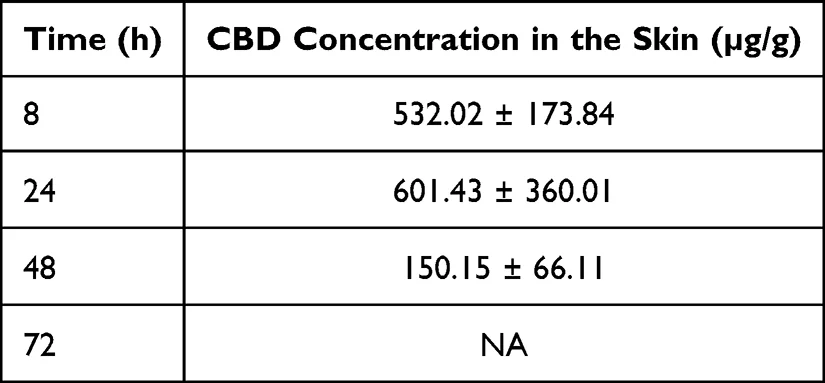 Time (h) CBD Concentration in the Skin (µg/g)
8 532.02 ± 173.84
24 601.43 ± 360.01
48 150.15 ± 66.11
72 NA